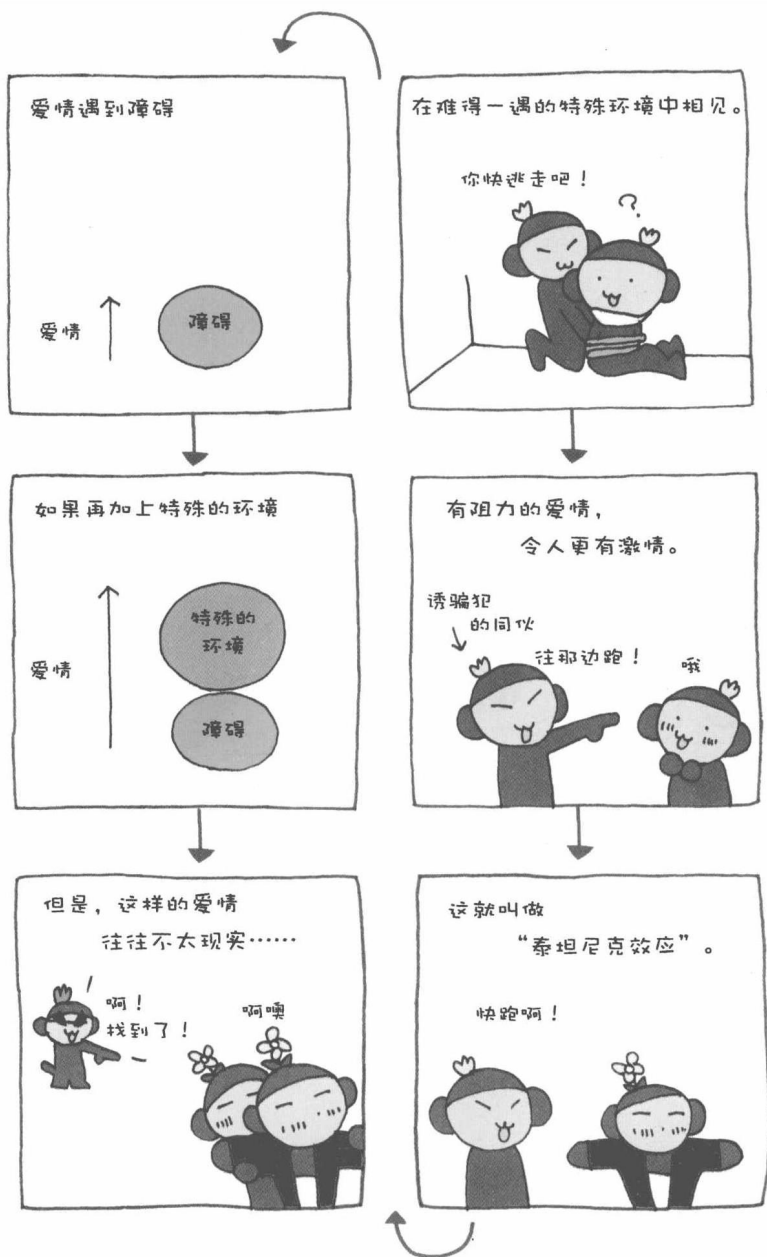 在难得一遇的特殊环境中相见。
你快逃走吧！
？
有阻力的爱情，
令人更有激情。
诱骗犯
的同伙
往那边跑！
哦
这就叫做
“泰坦尼克效应”。
快跑啊！
爱情遇到障碍
爱情
障碍
如果再加上特殊的环境
爱情
特殊的
环境
障碍
但是，这样的爱情
往往不太现实……
啊！
找到了！
啊噢